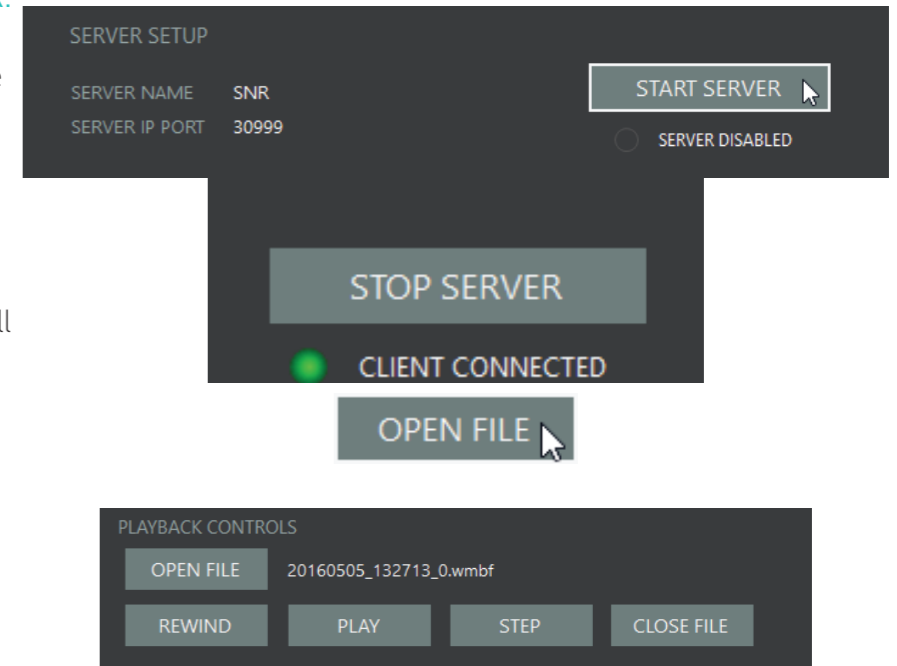 SERVER SETUP
SERVER NAME SNR
START SERVER
SERVER IP PORT 30999
SERVER DISABLED
STOP SERVER
CLIENT CONNECTED
OPEN FILE
PLAYBACK CONTROLS
OPEN FILE 20160505_132713_0.wmbf
REWIND PLAY STEP CLOSE FILE